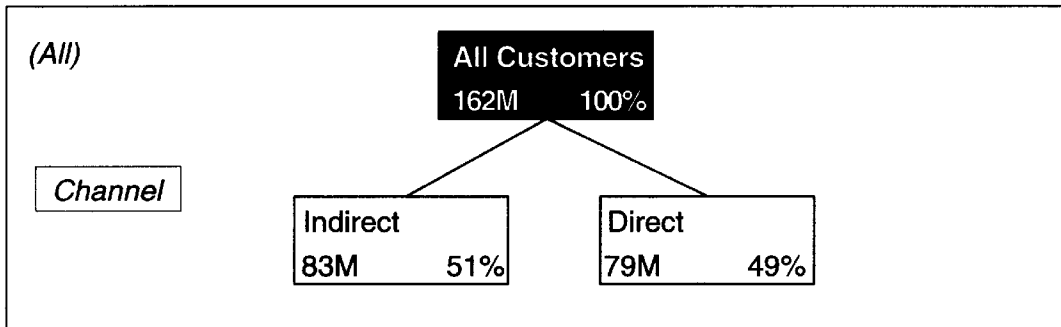 (All)
All Customers
162M 100%
Channel
Indirect
83M 51%
Direct
79M 49%